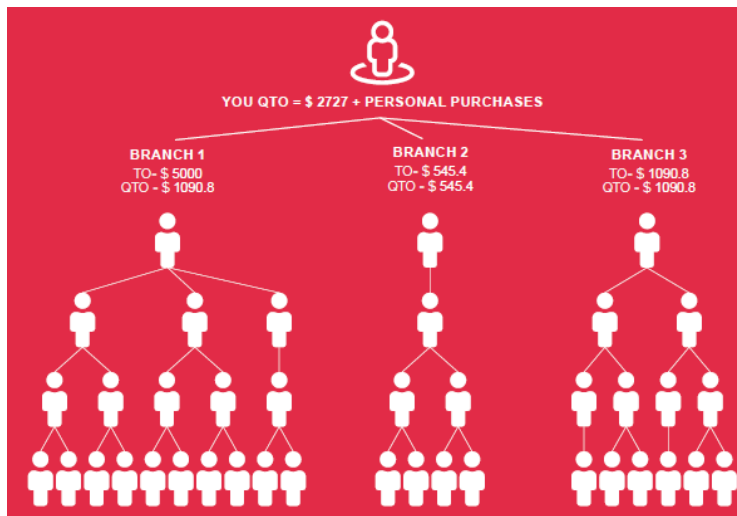 YOU QTO = $ 2727 + PERSONAL PURCHASES
BRANCH 1
TO- $ 5000
QTO - $ 1090.8
BRANCH 2
TO- $ 545.4
QTO - $ 545.4
BRANCH 3
TO- $ 1090.8
QTO - $ 1090.8